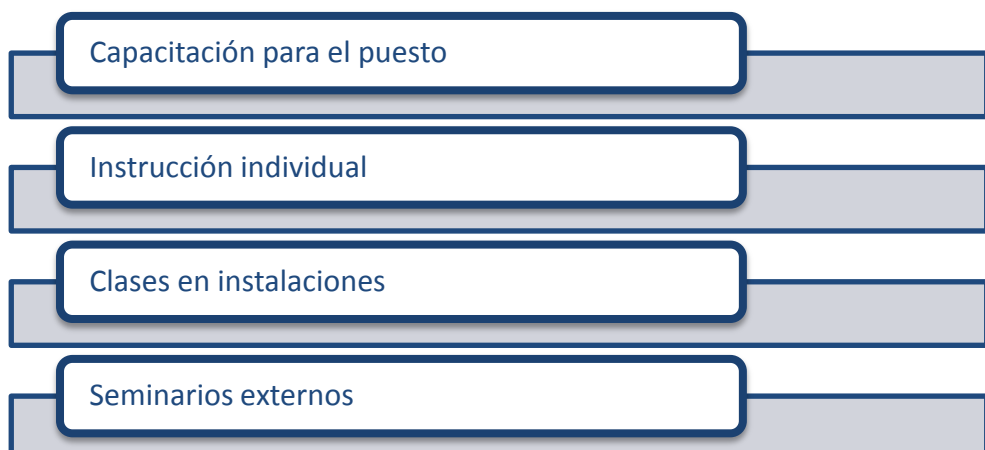 Capacitación para el puesto
Instrucción individual
Clases en instalaciones
Seminarios externos